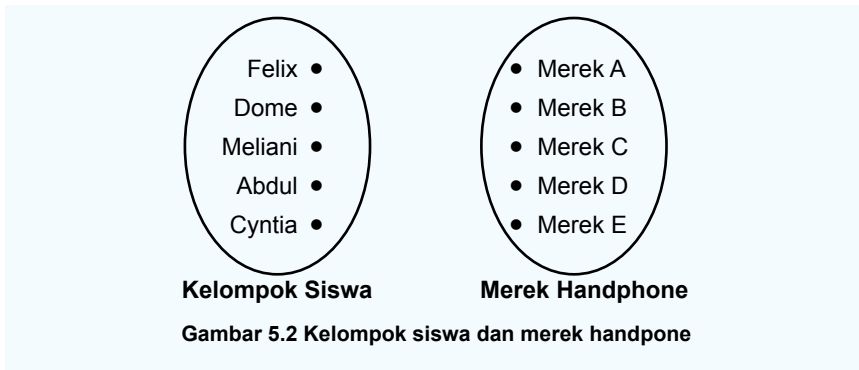 Felix • • Merek A
Dome • • Merek B
Meliani • • Merek C
Abdul • • Merek D
Cyntia • • Merek E
Kelompok Siswa Merek Handphone
Gambar 5.2 Kelompok siswa dan merek handpone